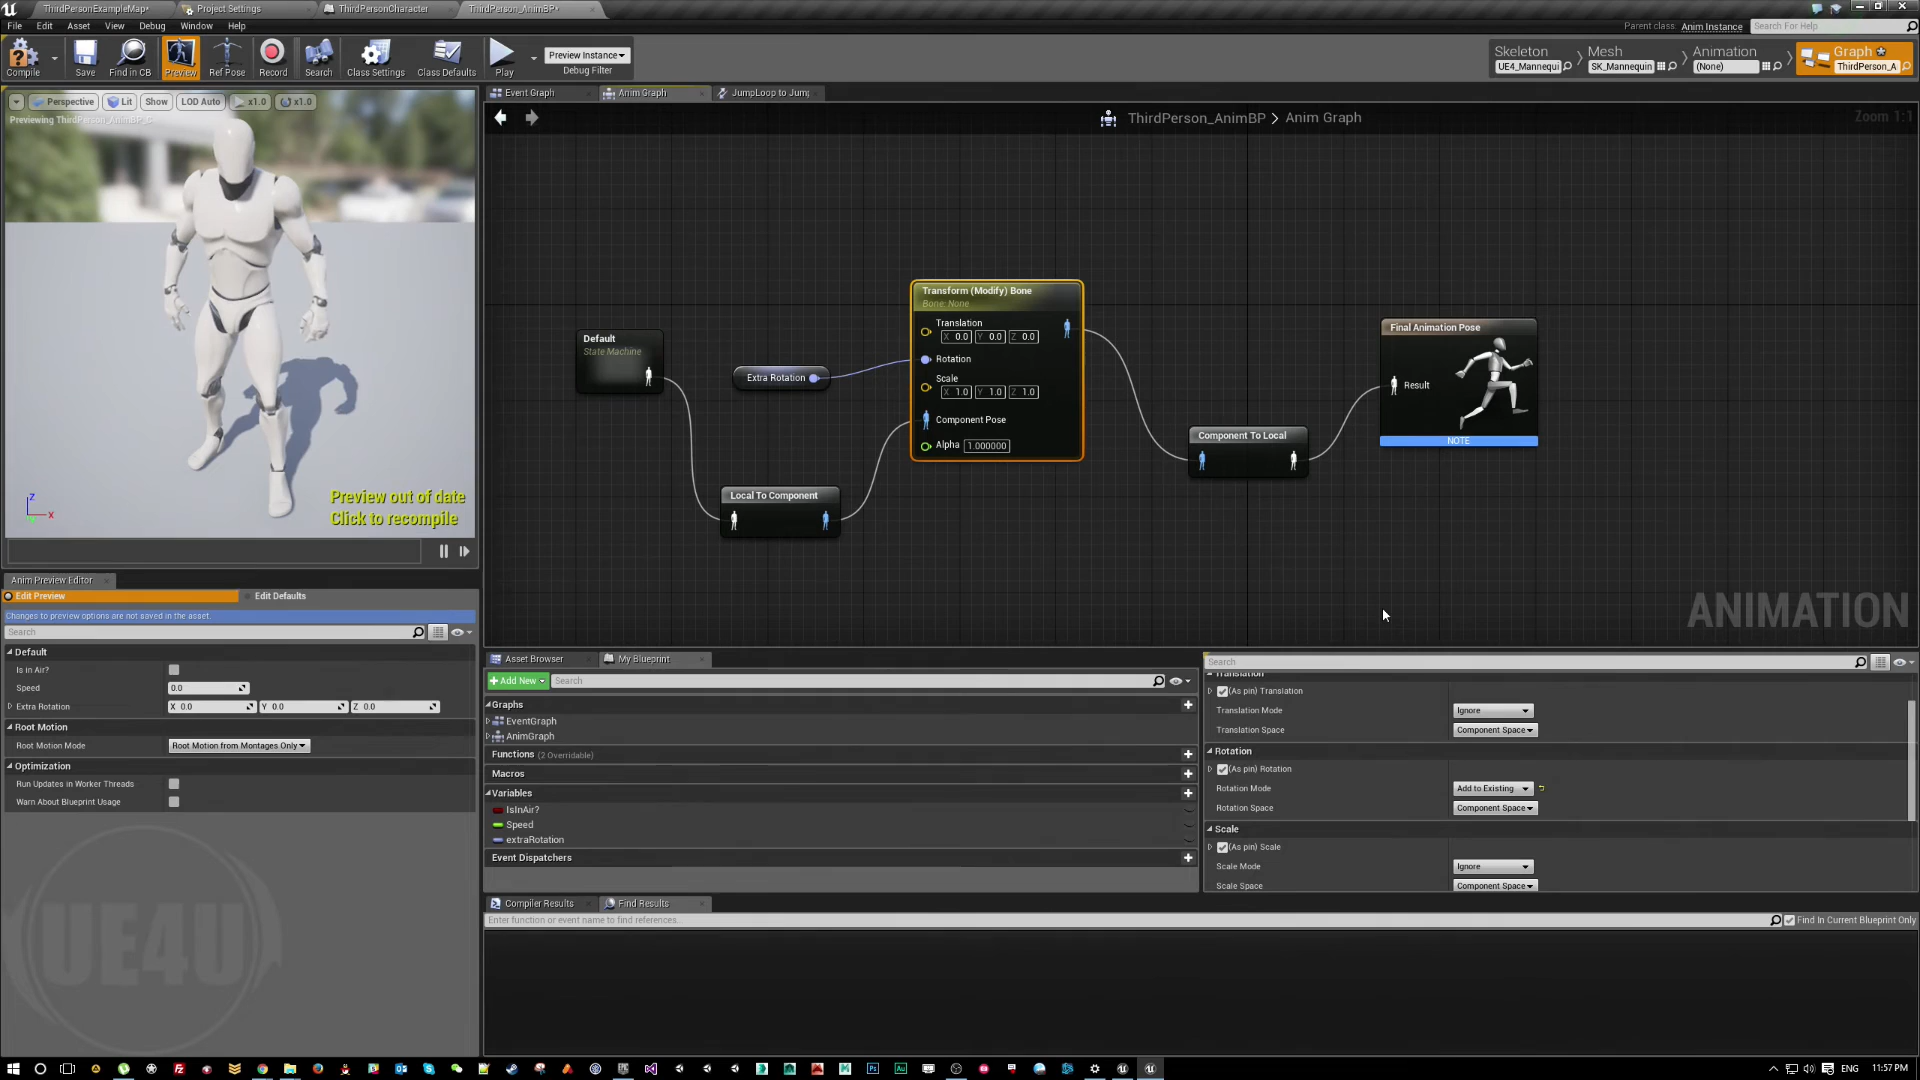 ThirdPersonExampleMap*
Project Settings
ThirdPersonCharacter
ThirdPerson_AnimBP*
File Edit Asset View Debug Window Help
Parent class: Anim Instance
Search For Help
Compile
Save
Find in CB
Preview
Ref Pose
Record
Search
Class Settings
Class Defaults
Play
Preview Instance
Debug Filter
Skeleton
UE4_Mannequi
Mesh
SK_Mannequin
Animation
(None)
Graph
ThirdPerson_A
Perspective Lit Show LOD Auto x1.0 x1.0
Previewing ThirdPerson_AnimBP_C
Z
X
Preview out of date
Click to recompile
Event Graph
Anim Graph
JumpLoop to Jump
ThirdPerson_AnimBP > Anim Graph
Zoom 1:1
Default
State Machine
Extra Rotation
Local To Component
Transform (Modify) Bone
Bone: None
Translation
X 0.0 Y 0.0 Z 0.0
Rotation
Scale
X 1.0 Y 1.0 Z 1.0
Component Pose
Alpha 1.000000
Component To Local
Final Animation Pose
Result
NOTE
ANIMATION
Anim Preview Editor
Edit Preview
Edit Defaults
Changes to preview options are not saved in the asset.
Search
Default
Is in Air?
Speed 0.0
Extra Rotation X 0.0 Y 0.0 Z 0.0
Root Motion
Root Motion Mode Root Motion from Montages Only
Optimization
Run Updates in Worker Threads
Warn About Blueprint Usage
UE4U
Asset Browser
My Blueprint
Add New Search
Graphs
EventGraph
AnimGraph
Functions (2 Overridable)
Macros
Variables
IsInAir?
Speed
extraRotation
Event Dispatchers
Search
Translation
(As pin) Translation
Translation Mode Ignore
Translation Space Component Space
Rotation
(As pin) Rotation
Rotation Mode Add to Existing
Rotation Space Component Space
Scale
(As pin) Scale
Scale Mode Ignore
Scale Space Component Space
Compiler Results
Find Results
Enter function or event name to find references...
Find In Current Blueprint Only
ENG
11:57 PM